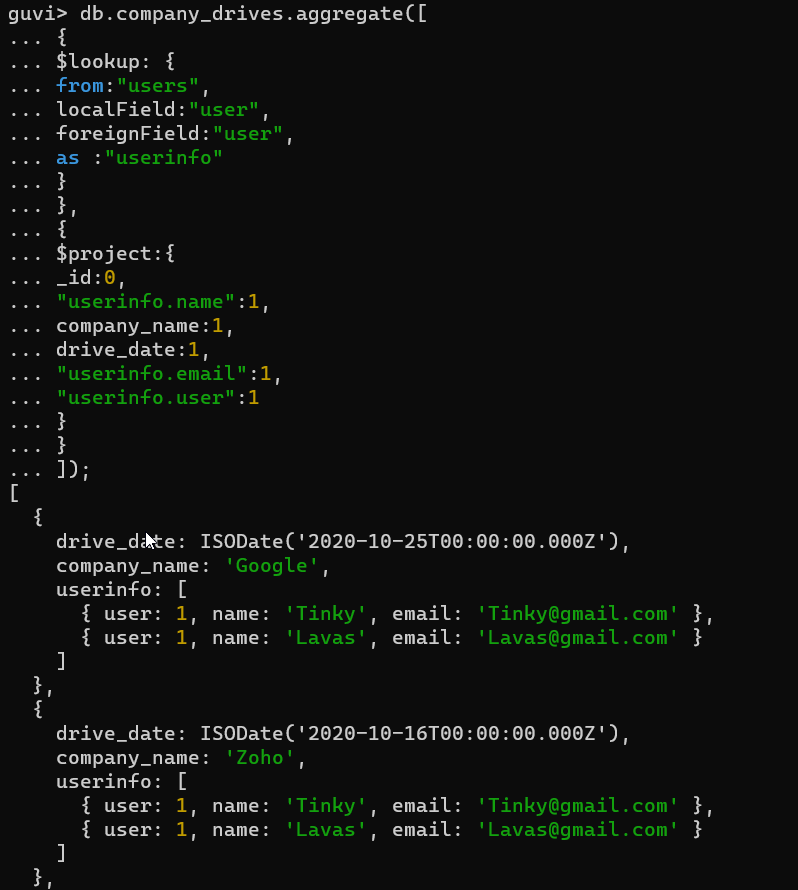 guvi> db.company_drives.aggregate([
... {
... $lookup: {
... from:"users",
... localField:"user",
... foreignField:"user",
... as :"userinfo"
... }
... },
... {
... $project:{
... _id:0,
... "userinfo.name":1,
... company_name:1,
... drive_date:1,
... "userinfo.email":1,
... "userinfo.user":1
... }
... }
... ]);
[
  {
    drive_date: ISODate('2020-10-25T00:00:00.000Z'),
    company_name: 'Google',
    userinfo: [
      { user: 1, name: 'Tinky', email: 'Tinky@gmail.com' },
      { user: 1, name: 'Lavas', email: 'Lavas@gmail.com' }
    ]
  },
  {
    drive_date: ISODate('2020-10-16T00:00:00.000Z'),
    company_name: 'Zoho',
    userinfo: [
      { user: 1, name: 'Tinky', email: 'Tinky@gmail.com' },
      { user: 1, name: 'Lavas', email: 'Lavas@gmail.com' }
    ]
  },